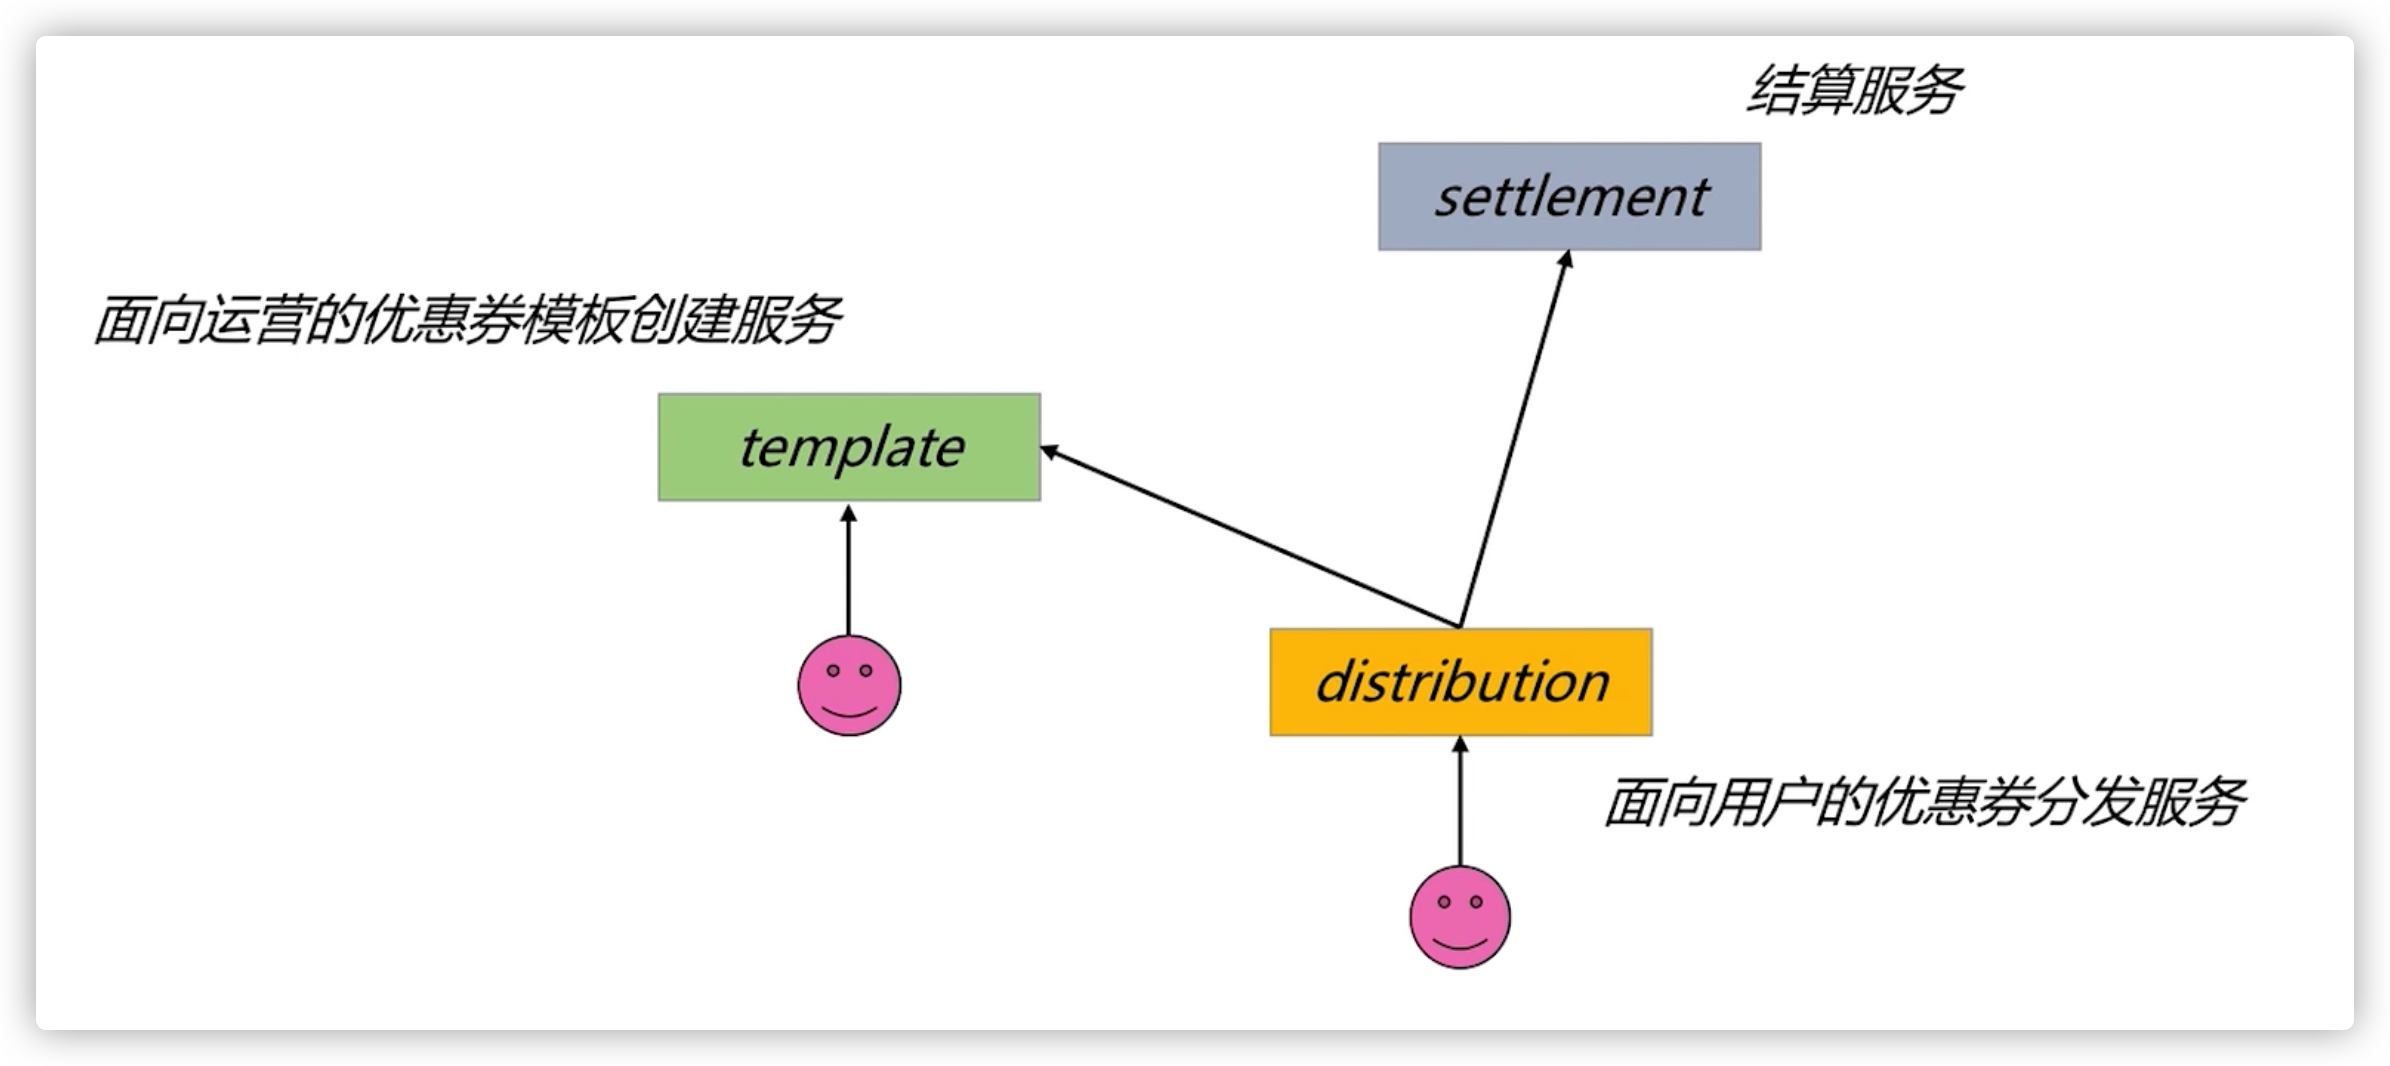 结算服务
settlement
面向运营的优惠券模板创建服务
template
distribution
面向用户的优惠券分发服务